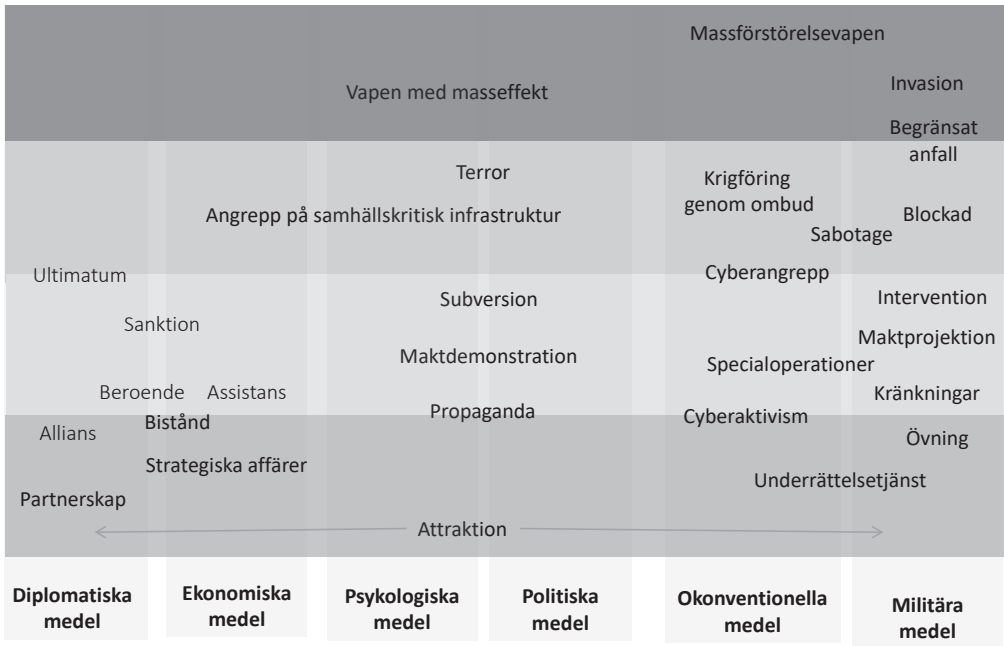 Massförstörelsevapen
Invasion
Vapen med masseffekt
Begränsat
anfall
Terror
Krigföring
genom ombud
Angrepp på samhällskritisk infrastruktur
Blockad
Sabotage
Ultimatum
Cyberangrepp
Subversion
Intervention
Sanktion
Maktprojektion
Maktdemonstration
Specialoperationer
Beroende
Assistans
Kränkningar
Propaganda
Cyberaktivism
Bistånd
Allians
Övning
Strategiska affärer
Underrättelsetjänst
Partnerskap
Attraktion
Diplomatiska
medel
Ekonomiska
medel
Psykologiska
medel
Politiska
medel
Okonventionella
medel
Militära
medel